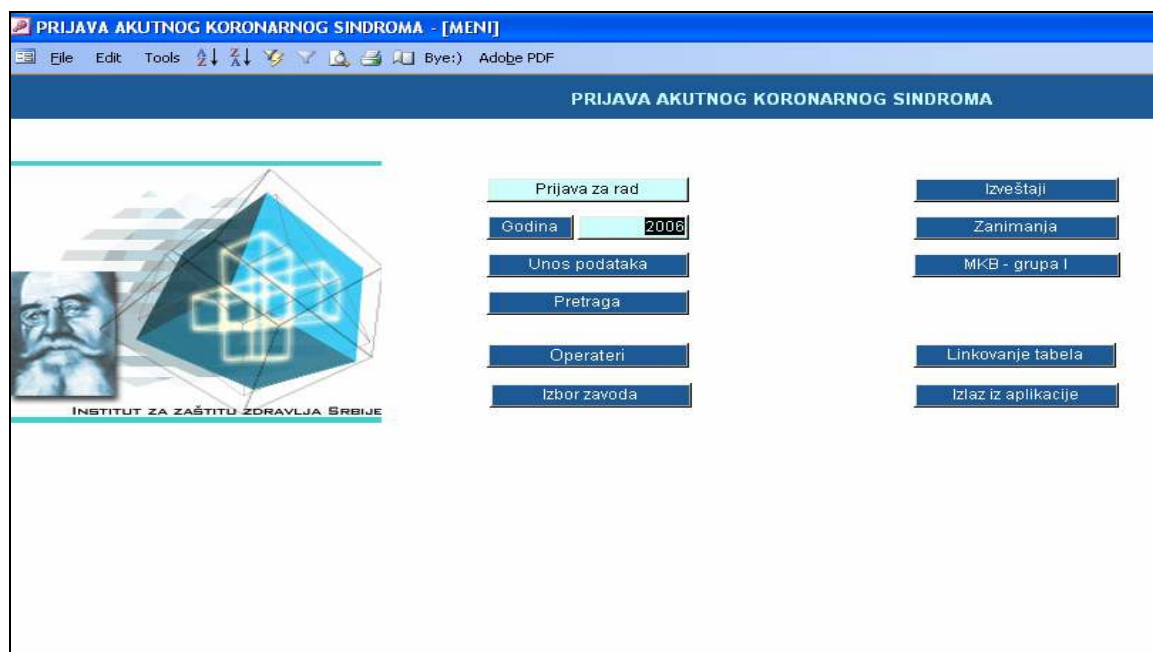 PRIJAVA AKUTNOG KORONARNOG SINDROMA - [MENI]
File Edit Tools Bye:) Adobe PDF
PRIJAVA AKUTNOG KORONARNOG SINDROMA
Prijava za rad
Izveštaji
Godina 2006
Zanimanja
Unos podataka
MKB - grupa I
Pretraga
Operateri
Linkovanje tabela
Izbor zavoda
Izlaz iz aplikacije
INSTITUT ZA ZAŠTITU ZDRAVLJA SRBIJE